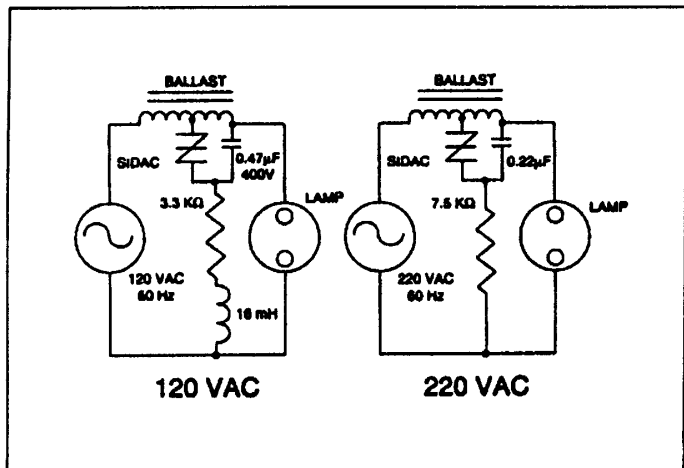 BALLAST
SIDAC
0.47µF
400V
3.3 KΩ
LAMP
120 VAC
60 Hz
16 mH
120 VAC
BALLAST
SIDAC
0.22µF
7.5 KΩ
LAMP
220 VAC
60 Hz
220 VAC